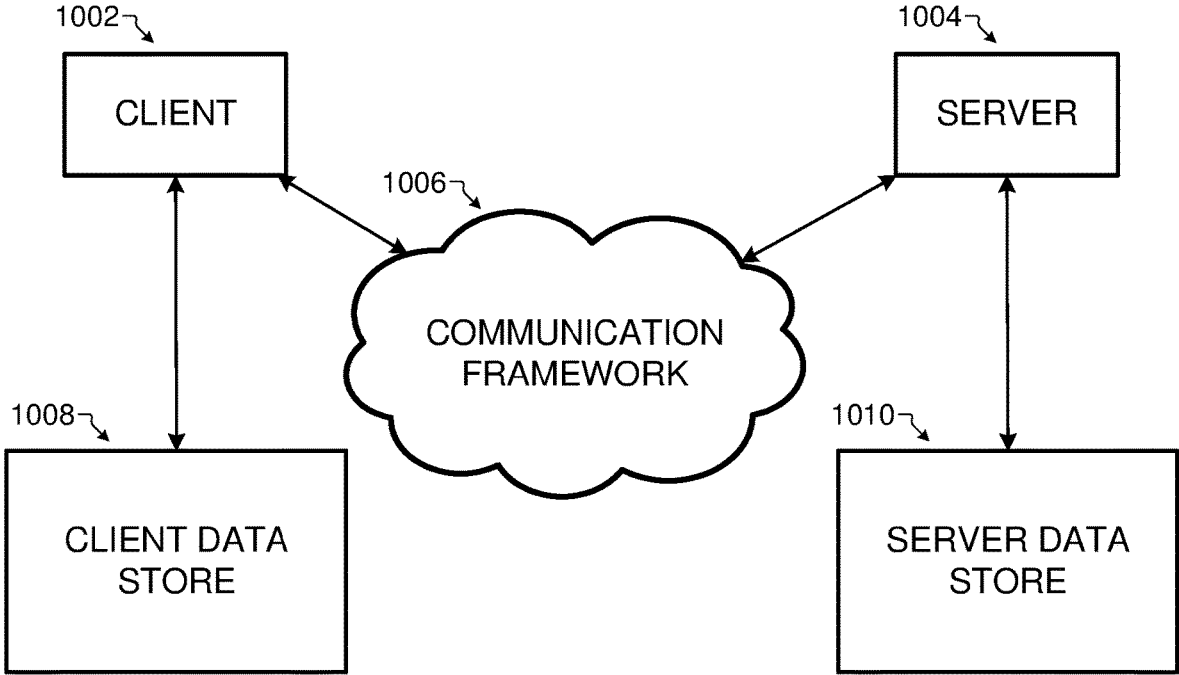 1002
1004
CLIENT
SERVER
1006
COMMUNICATION
FRAMEWORK
1008
1010
CLIENT DATA
STORE
SERVER DATA
STORE